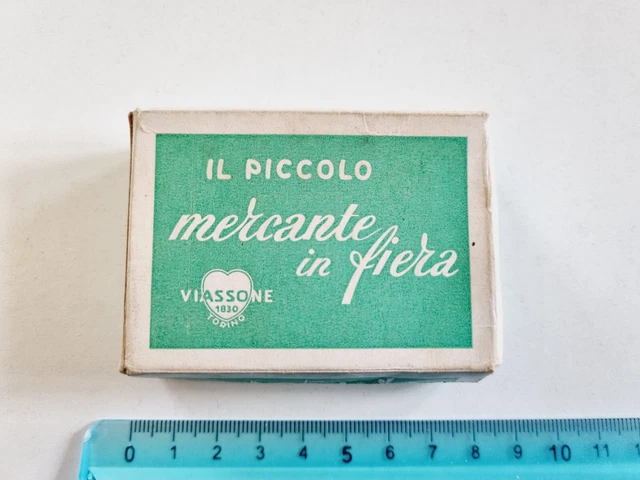 IL PICCOLO
mercante
in fiera
VIASSONE
1830
TORINO
0 1 2 3 4 5 6 7 8 9 10 11